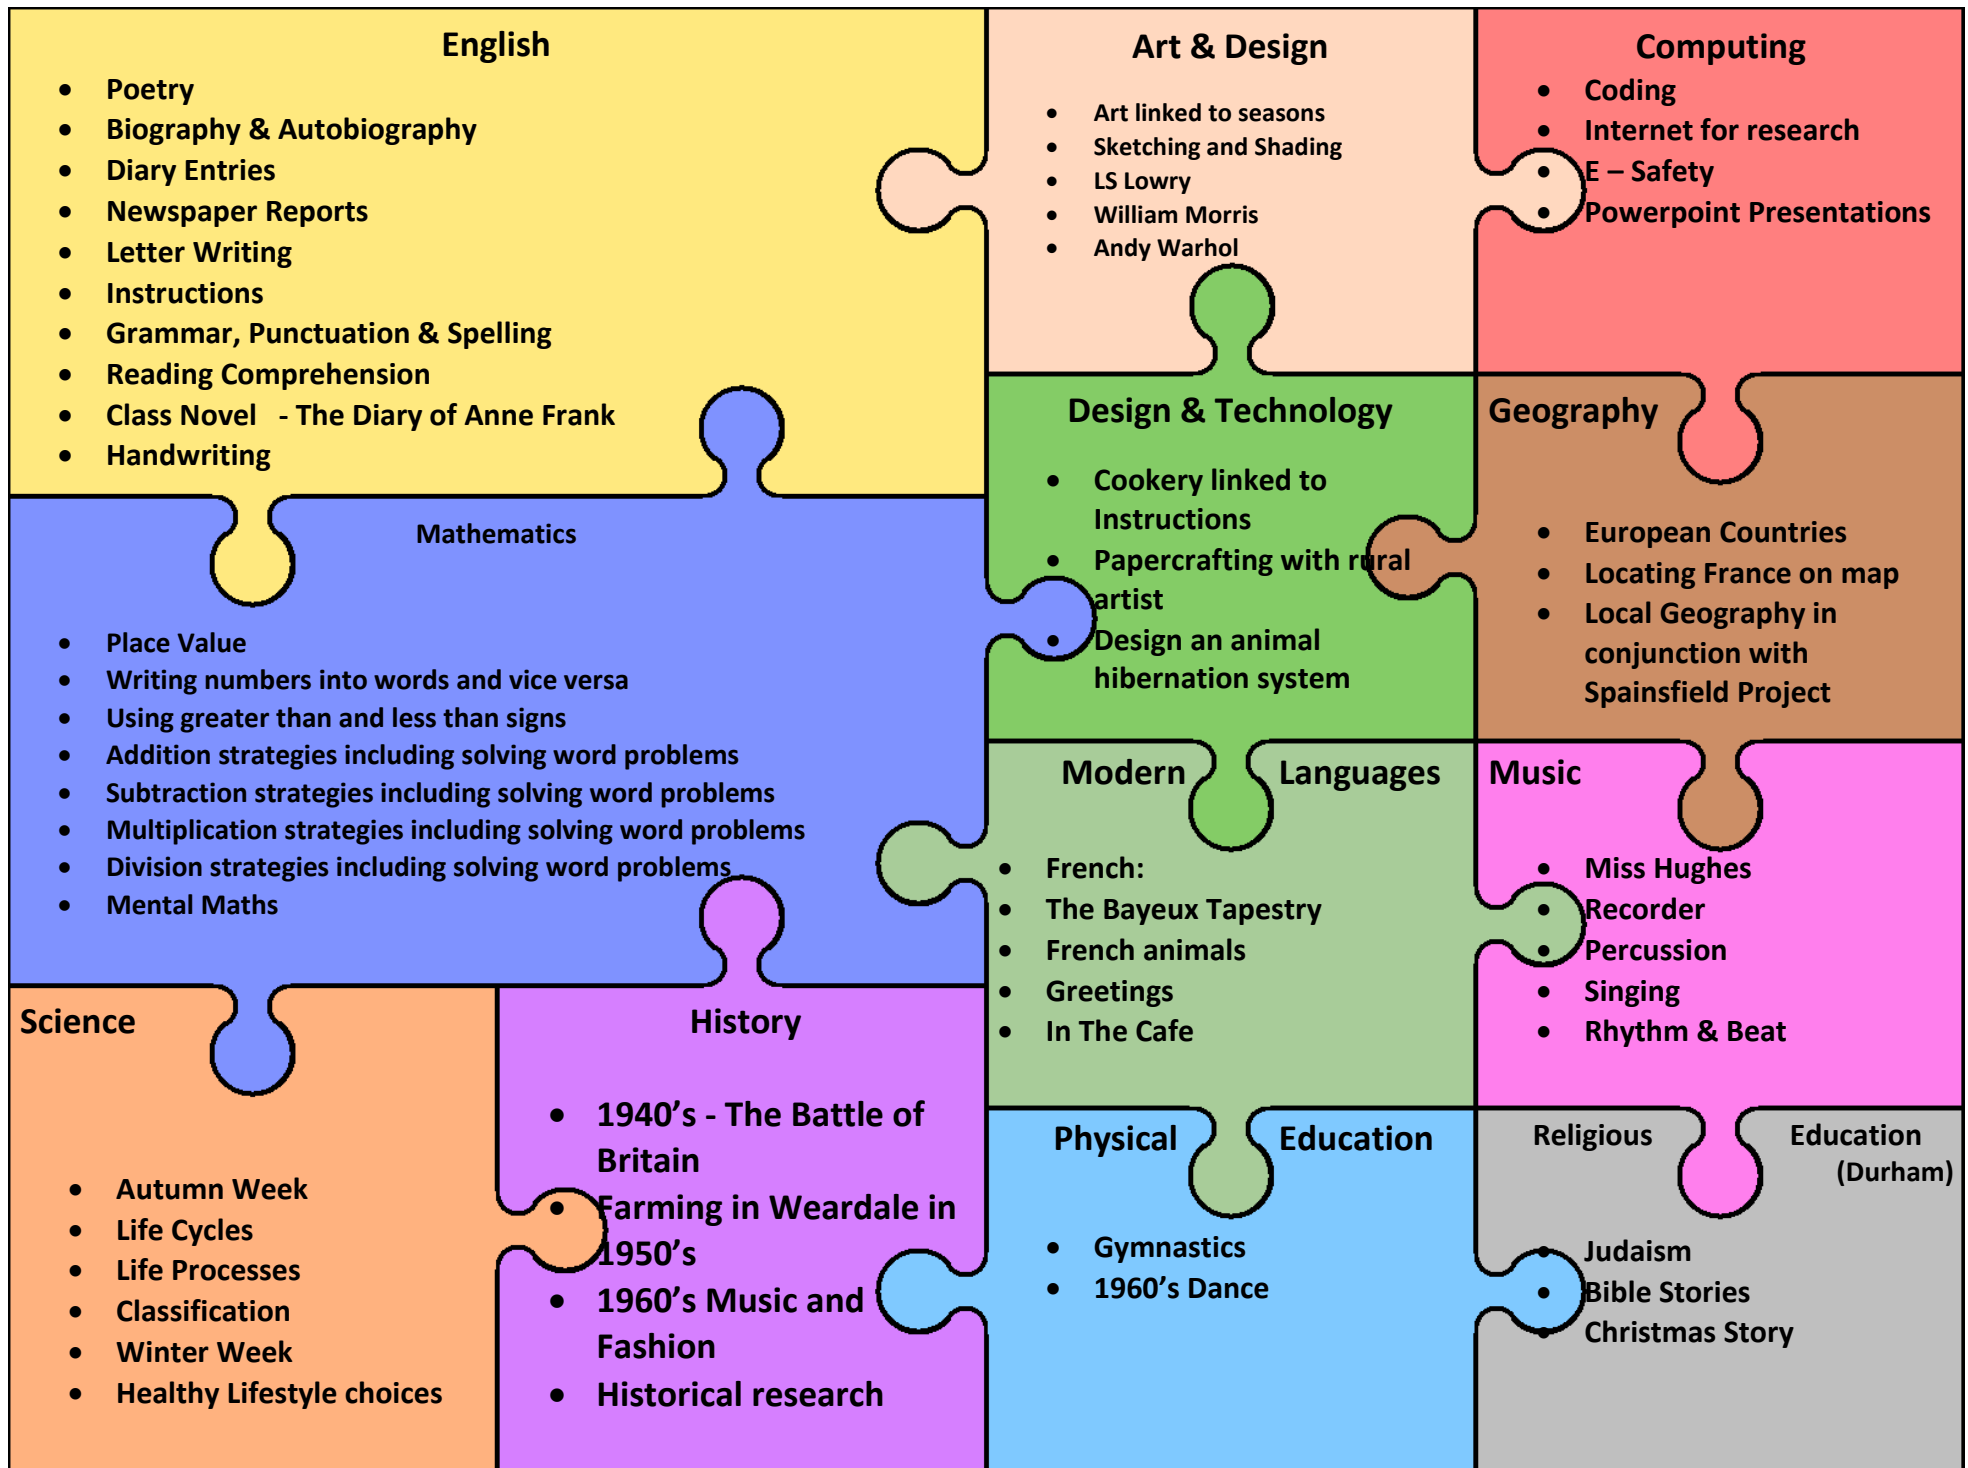 English
• Poetry
• Biography & Autobiography
• Diary Entries
• Newspaper Reports
• Letter Writing
• Instructions
• Grammar, Punctuation & Spelling
• Reading Comprehension
• Class Novel - The Diary of Anne Frank
• Handwriting
Art & Design
• Art linked to seasons
• Sketching and Shading
• LS Lowry
• William Morris
• Andy Warhol
Computing
• Coding
• Internet for research
• E – Safety
• Powerpoint Presentations
Mathematics
• Place Value
• Writing numbers into words and vice versa
• Using greater than and less than signs
• Addition strategies including solving word problems
• Subtraction strategies including solving word problems
• Multiplication strategies including solving word problems
• Division strategies including solving word problems
• Mental Maths
Design & Technology
• Cookery linked to
Instructions
• Papercrafting with rural
artist
• Design an animal
hibernation system
Geography
• European Countries
• Locating France on map
• Local Geography in
conjunction with
Spainsfield Project
Modern Languages
• French:
• The Bayeux Tapestry
• French animals
• Greetings
• In The Cafe
Music
• Miss Hughes
• Recorder
• Percussion
• Singing
• Rhythm & Beat
Science
• Autumn Week
• Life Cycles
• Life Processes
• Classification
• Winter Week
• Healthy Lifestyle choices
History
• 1940’s - The Battle of
Britain
• Farming in Weardale in
1950’s
• 1960’s Music and
Fashion
• Historical research
Physical Education
• Gymnastics
• 1960’s Dance
Religious Education
(Durham)
• Judaism
• Bible Stories
• Christmas Story